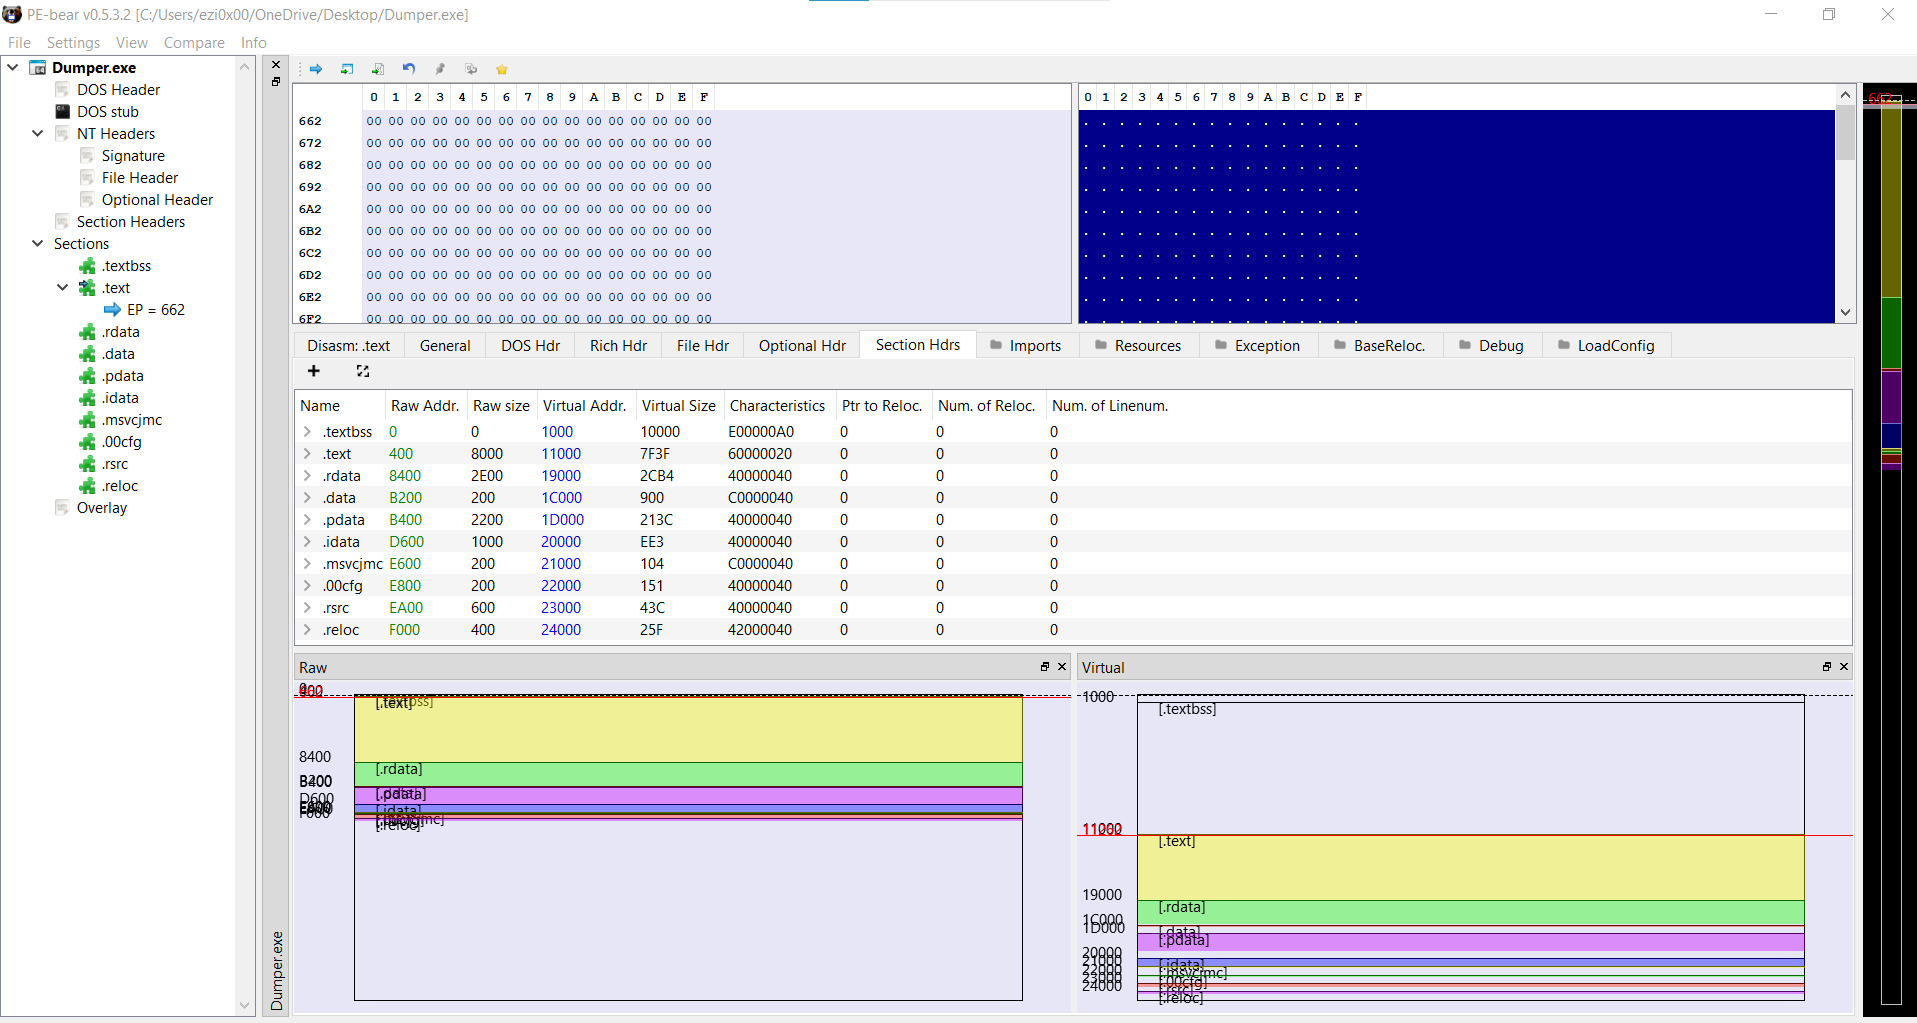 PE-bear v0.5.3.2 [C:/Users/ezi0x00/OneDrive/Desktop/Dumper.exe]
File Settings View Compare Info
Dumper.exe
DOS Header
DOS stub
NT Headers
Signature
File Header
Optional Header
Section Headers
Sections
.textbss
.text
EP = 662
.rdata
.data
.pdata
.idata
.msvcjmc
.00cfg
.rsrc
.reloc
Overlay
Dumper.exe
0 1 2 3 4 5 6 7 8 9 A B C D E F
662 00 00 00 00 00 00 00 00 00 00 00 00 00 00 00 00
672 00 00 00 00 00 00 00 00 00 00 00 00 00 00 00 00
682 00 00 00 00 00 00 00 00 00 00 00 00 00 00 00 00
692 00 00 00 00 00 00 00 00 00 00 00 00 00 00 00 00
6A2 00 00 00 00 00 00 00 00 00 00 00 00 00 00 00 00
6B2 00 00 00 00 00 00 00 00 00 00 00 00 00 00 00 00
6C2 00 00 00 00 00 00 00 00 00 00 00 00 00 00 00 00
6D2 00 00 00 00 00 00 00 00 00 00 00 00 00 00 00 00
6E2 00 00 00 00 00 00 00 00 00 00 00 00 00 00 00 00
6F2 00 00 00 00 00 00 00 00 00 00 00 00 00 00 00 00
0 1 2 3 4 5 6 7 8 9 A B C D E F
. . . . . . . . . . . . . . . .
. . . . . . . . . . . . . . . .
. . . . . . . . . . . . . . . .
. . . . . . . . . . . . . . . .
. . . . . . . . . . . . . . . .
. . . . . . . . . . . . . . . .
. . . . . . . . . . . . . . . .
. . . . . . . . . . . . . . . .
. . . . . . . . . . . . . . . .
. . . . . . . . . . . . . . . .
662
Disasm: .text General DOS Hdr Rich Hdr File Hdr Optional Hdr Section Hdrs Imports Resources Exception BaseReloc. Debug LoadConfig
Name Raw Addr. Raw size Virtual Addr. Virtual Size Characteristics Ptr to Reloc. Num. of Reloc. Num. of Linenum.
.textbss 0 0 1000 10000 E00000A0 0 0 0
.text 400 8000 11000 7F3F 60000020 0 0 0
.rdata 8400 2E00 19000 2CB4 40000040 0 0 0
.data B200 200 1C000 900 C0000040 0 0 0
.pdata B400 2200 1D000 213C 40000040 0 0 0
.idata D600 1000 20000 EE3 40000040 0 0 0
.msvcjmc E600 200 21000 104 C0000040 0 0 0
.00cfg E800 200 22000 151 40000040 0 0 0
.rsrc EA00 600 23000 43C 40000040 0 0 0
.reloc F000 400 24000 25F 42000040 0 0 0
Raw
[.text]
8400
[.rdata]
B400
[.pdata]
D600
[.idata]
F000
[.reloc]
Virtual
1000
[.textbss]
11000
[.text]
19000
[.rdata]
1C000
[.data]
1D000
[.pdata]
20000
[.idata]
21000
[.msvcjmc]
22000
[.00cfg]
23000
[.rsrc]
24000
[.reloc]